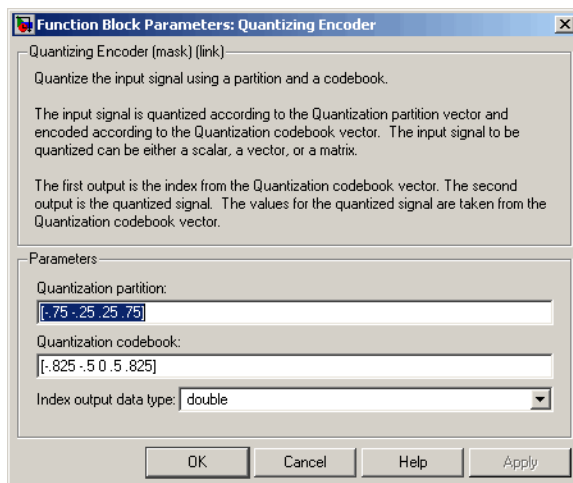 Function Block Parameters: Quantizing Encoder
Quantizing Encoder (mask) (link)
Quantize the input signal using a partition and a codebook.
The input signal is quantized according to the Quantization partition vector and
encoded according to the Quantization codebook vector. The input signal to be
quantized can be either a scalar, a vector, or a matrix.
The first output is the index from the Quantization codebook vector. The second
output is the quantized signal. The values for the quantized signal are taken from the
Quantization codebook vector.
Parameters
Quantization partition:
[-.75 -.25 .25 .75]
Quantization codebook:
[-.825 -.5 0 .5 .825]
Index output data type: double
OK Cancel Help Apply